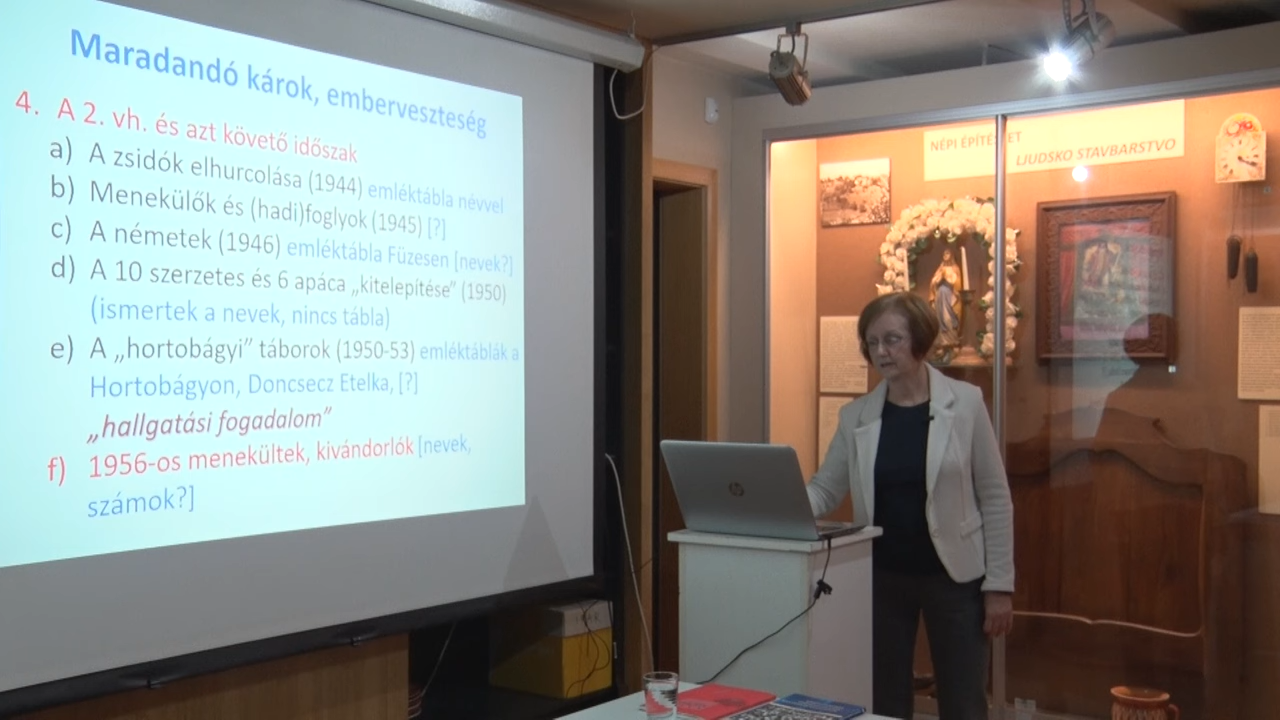 Maradandó károk, emberveszteség
4. A 2. vh. és azt követő időszak
a) A zsidók elhurcolása (1944) emléktábla névvel
b) Menekülők és (hadi)foglyok (1945) [?]
c) A németek (1946) emléktábla Füzesen [nevek?]
d) A 10 szerzetes és 6 apáca „kitelepítése" (1950)
(ismertek a nevek, nincs tábla)
e) A „hortobágyi" táborok (1950-53) emléktáblák a
Hortobágyon, Doncsecz Etelka, [?]
„hallgatási fogadalom"
f) 1956-os menekültek, kivándorlók [nevek,
számok?]
NÉPI ÉPÍTÉSZET
LJUDSKO STAVBARSTVO
hp